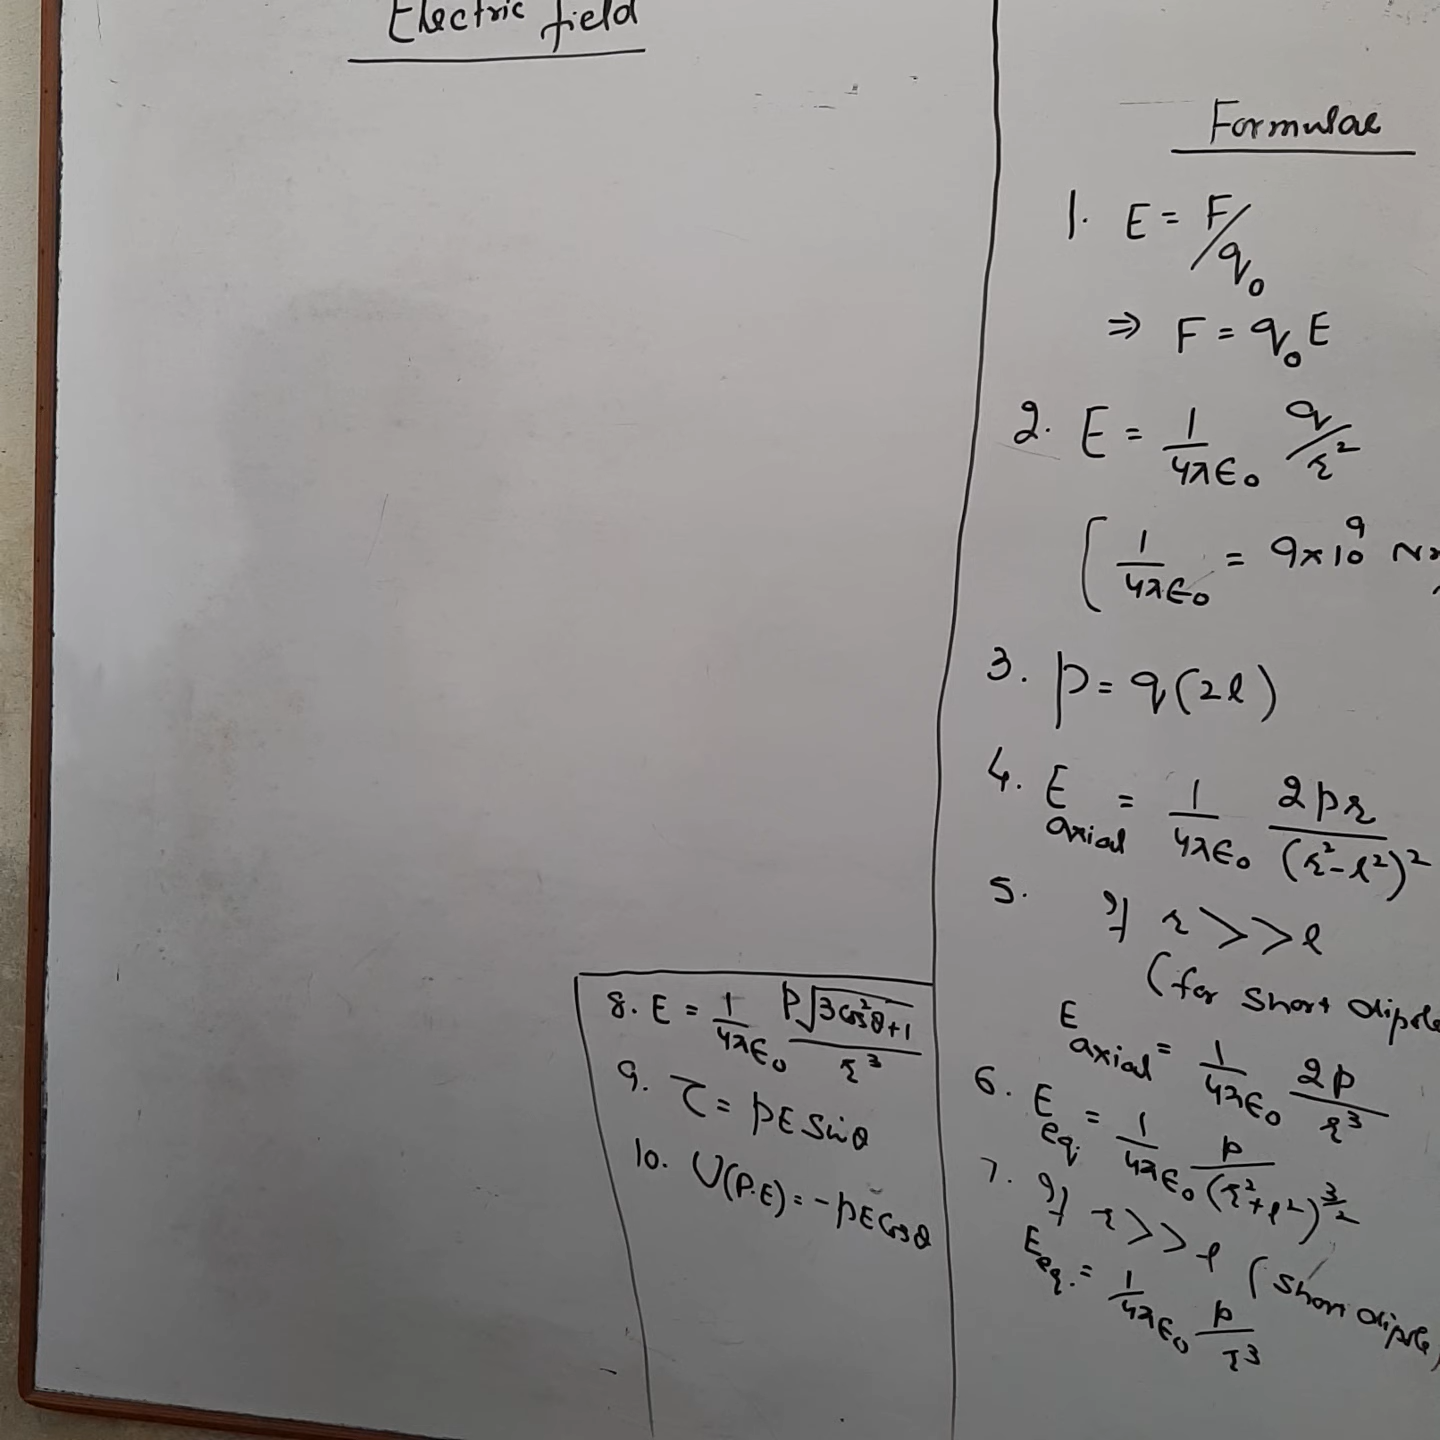 Electric field
Formulae
1. E = F/q₀
⇒ F = q₀E
2. E = 1/4πε₀ q/r²
[1/4πε₀ = 9×10⁹
3. p = q(2l)
4. E axial = 1/4πε₀ 2pr/(r²-l²)²
5. If r >> l
(for short dipole
E axial = 1/4πε₀ 2p/r³
6. E eq. = 1/4πε₀ p/(r²+l²)^3/2
7. If r >> l (short dipole)
E eq. = 1/4πε₀ p/r³
8. E = 1/4πε₀ p√(3cos²θ+1)/r³
9. τ = pE sinθ
10. U(P.E) = -pE cosθ